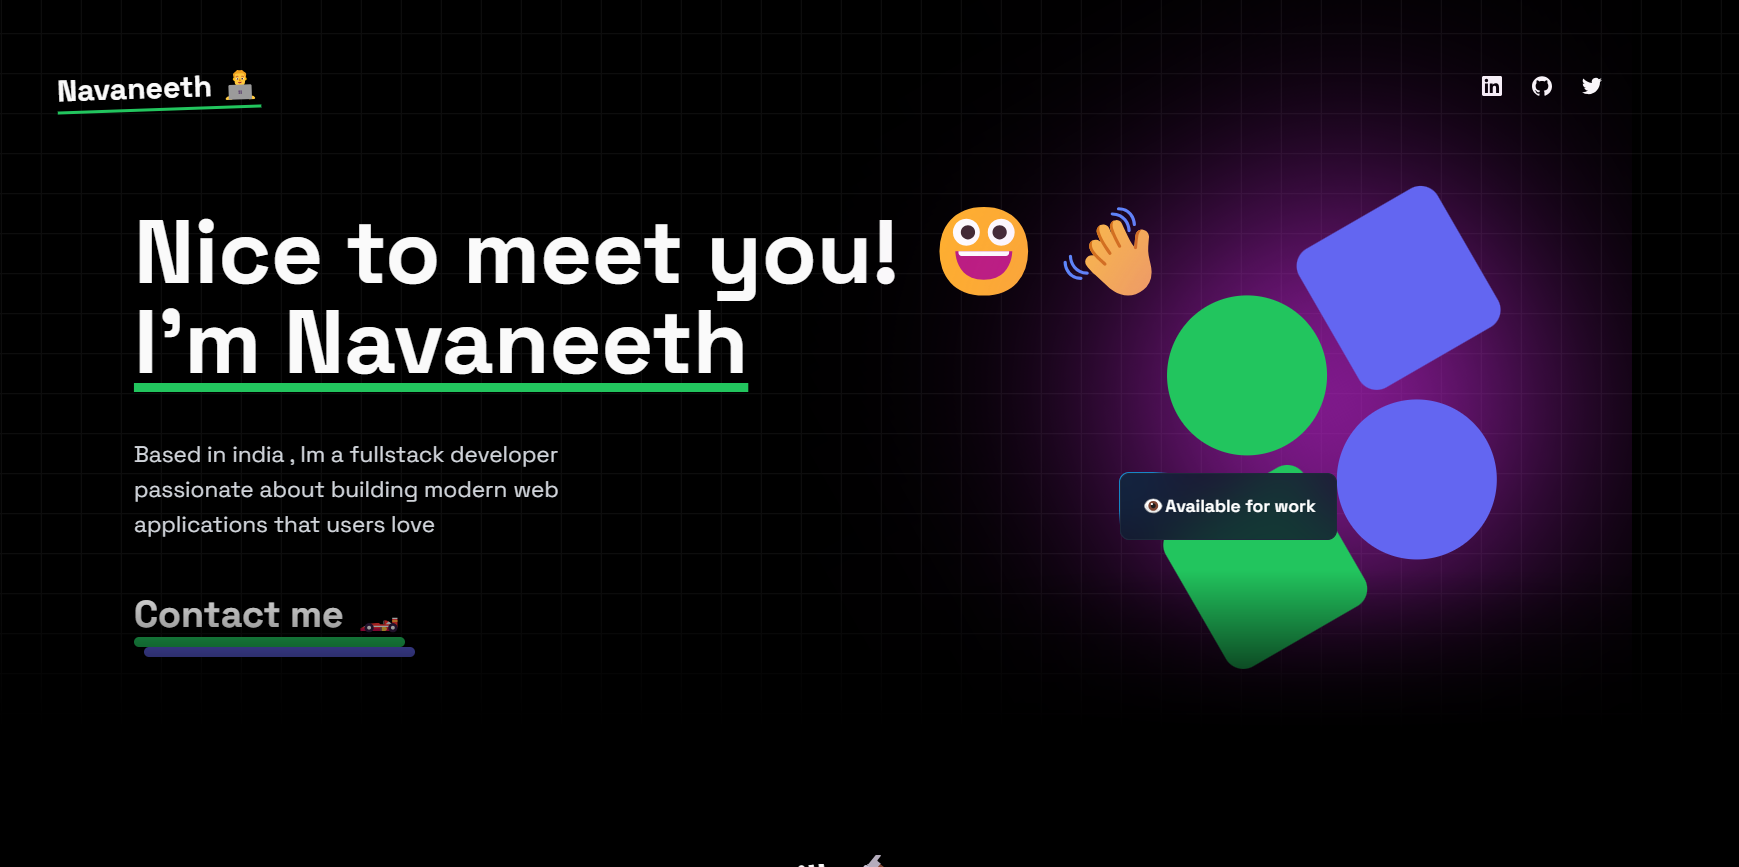 Navaneeth
Nice to meet you!
I'm Navaneeth
Based in india , Im a fullstack developer
passionate about building modern web
applications that users love
Available for work
Contact me